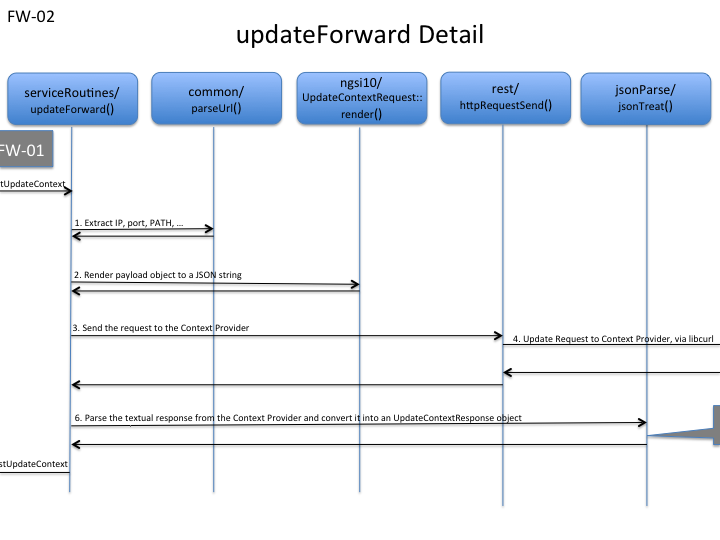 FW-02
updateForward Detail
serviceRoutines/
updateForward()
common/
parseUrl()
ngsi10/
UpdateContextRequest::
render()
rest/
httpRequestSend()
jsonParse/
jsonTreat()
FW-01
stUpdateContext
1. Extract IP, port, PATH, ...
2. Render payload object to a JSON string
3. Send the request to the Context Provider
4. Update Request to Context Provider, via libcurl
6. Parse the textual response from the Context Provider and convert it into an UpdateContextResponse object
stUpdateContext